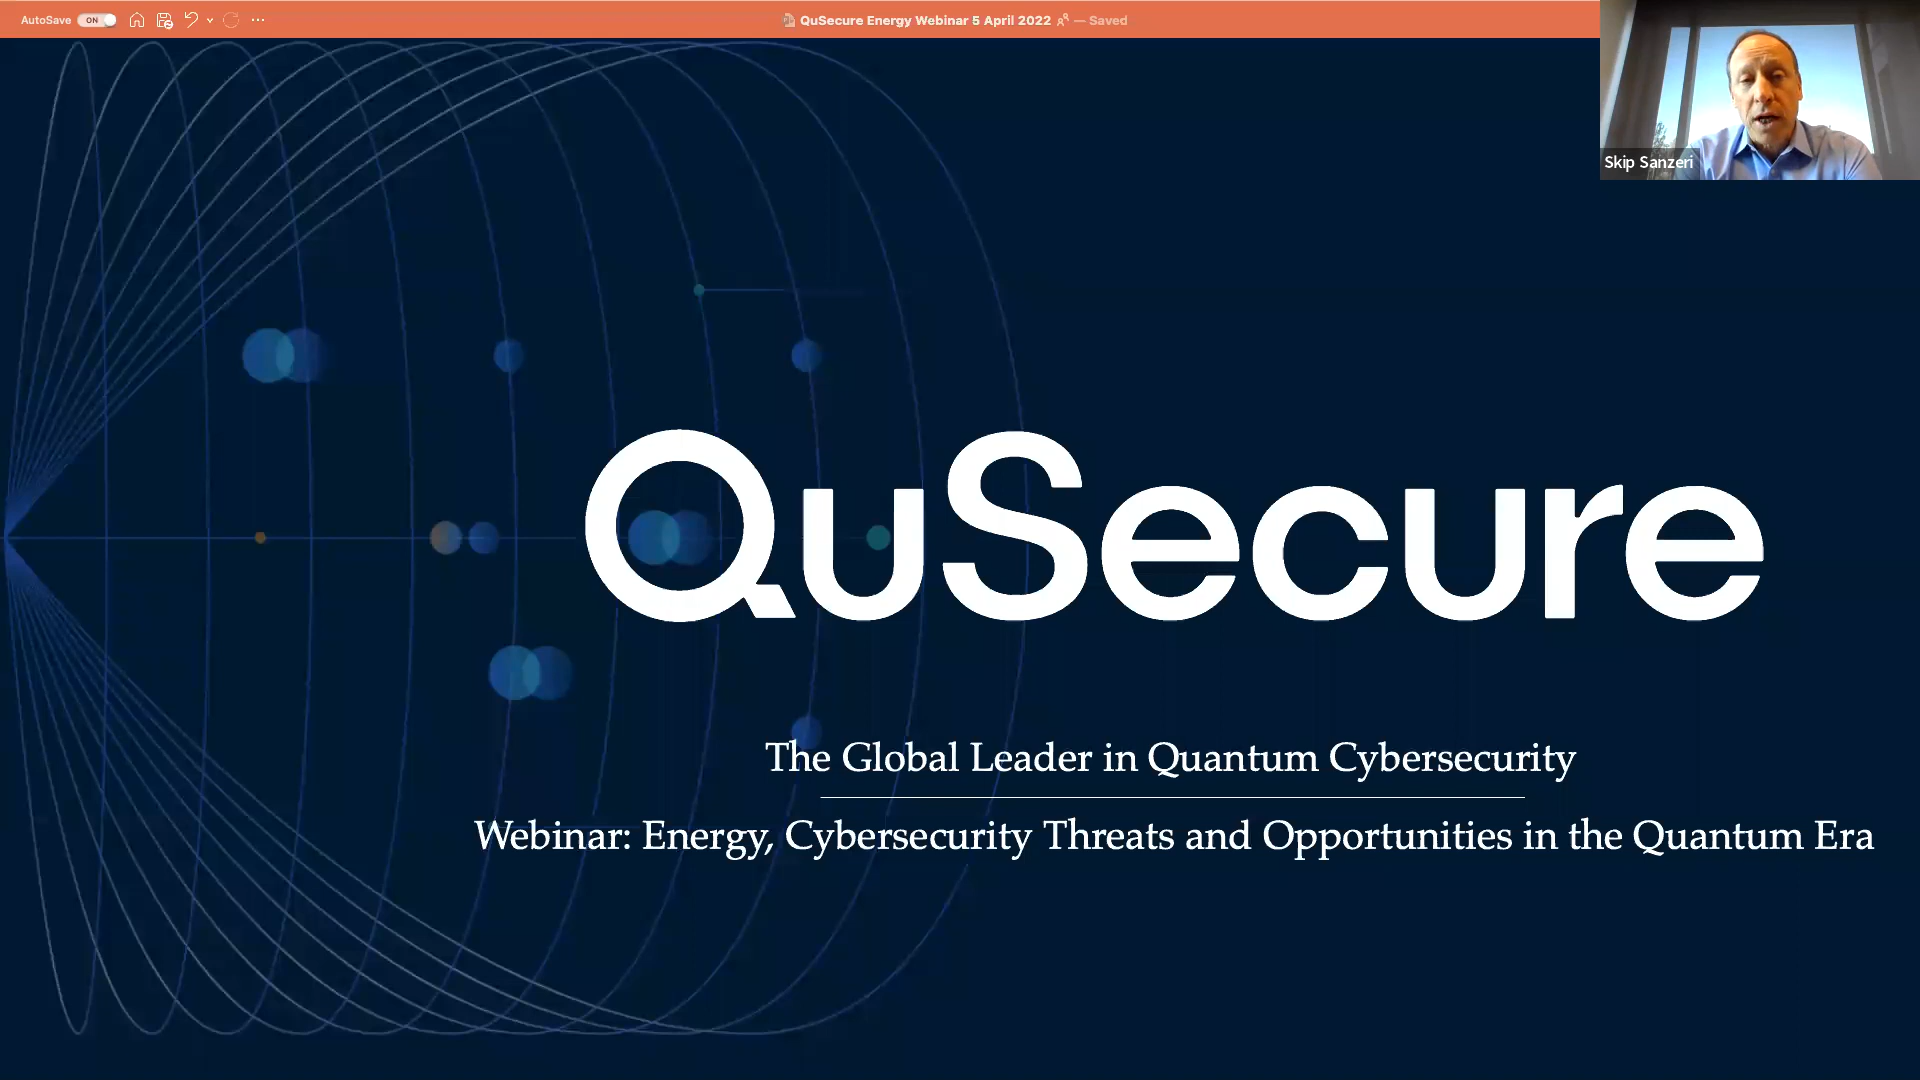 AutoSave ON
QuSecure Energy Webinar 5 April 2022 — Saved
Skip Sanzeri
QuSecure
The Global Leader in Quantum Cybersecurity
Webinar: Energy, Cybersecurity Threats and Opportunities in the Quantum Era